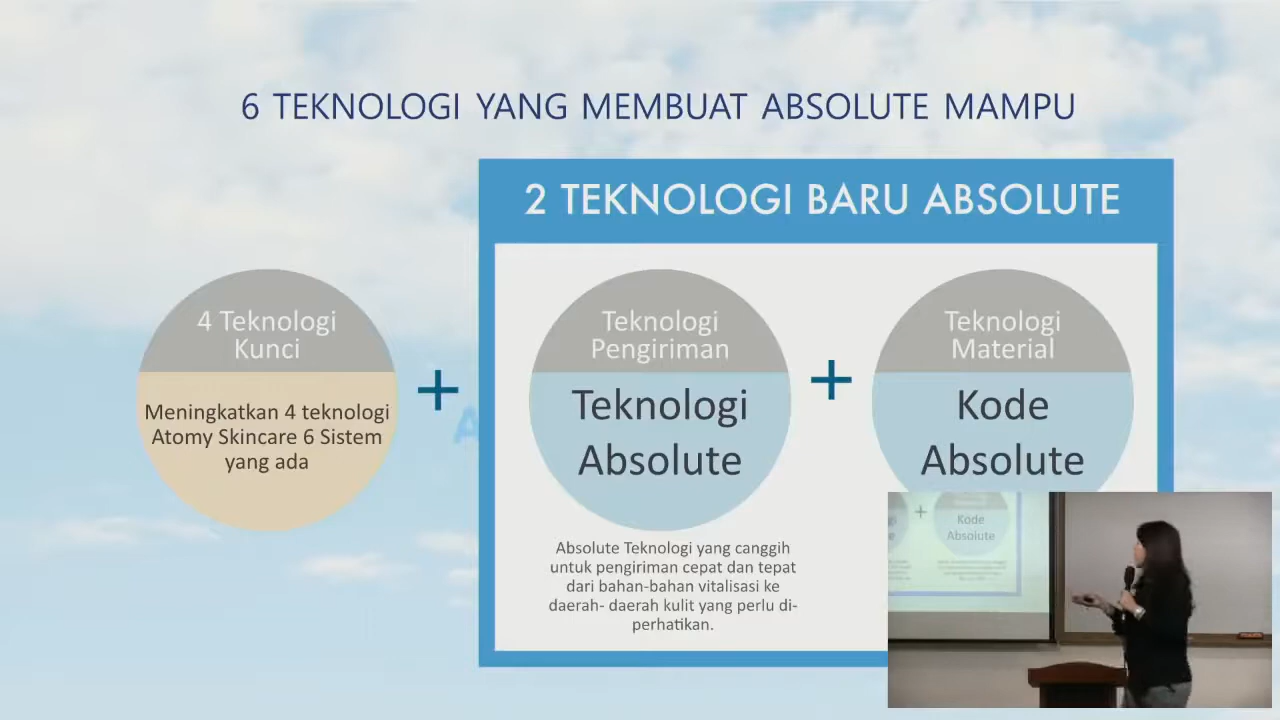 6 TEKNOLOGI YANG MEMBUAT ABSOLUTE MAMPU
2 TEKNOLOGI BARU ABSOLUTE
4 Teknologi
Kunci
Meningkatkan 4 teknologi
Atomy Skincare 6 Sistem
yang ada
+
Teknologi
Pengiriman
Teknologi
Absolute
Absolute Teknologi yang canggih
untuk pengiriman cepat dan tepat
dari bahan-bahan vitalisasi ke
daerah- daerah kulit yang perlu di-
perhatikan.
+
Teknologi
Material
Kode
Absolute
+
Kode
Absolute